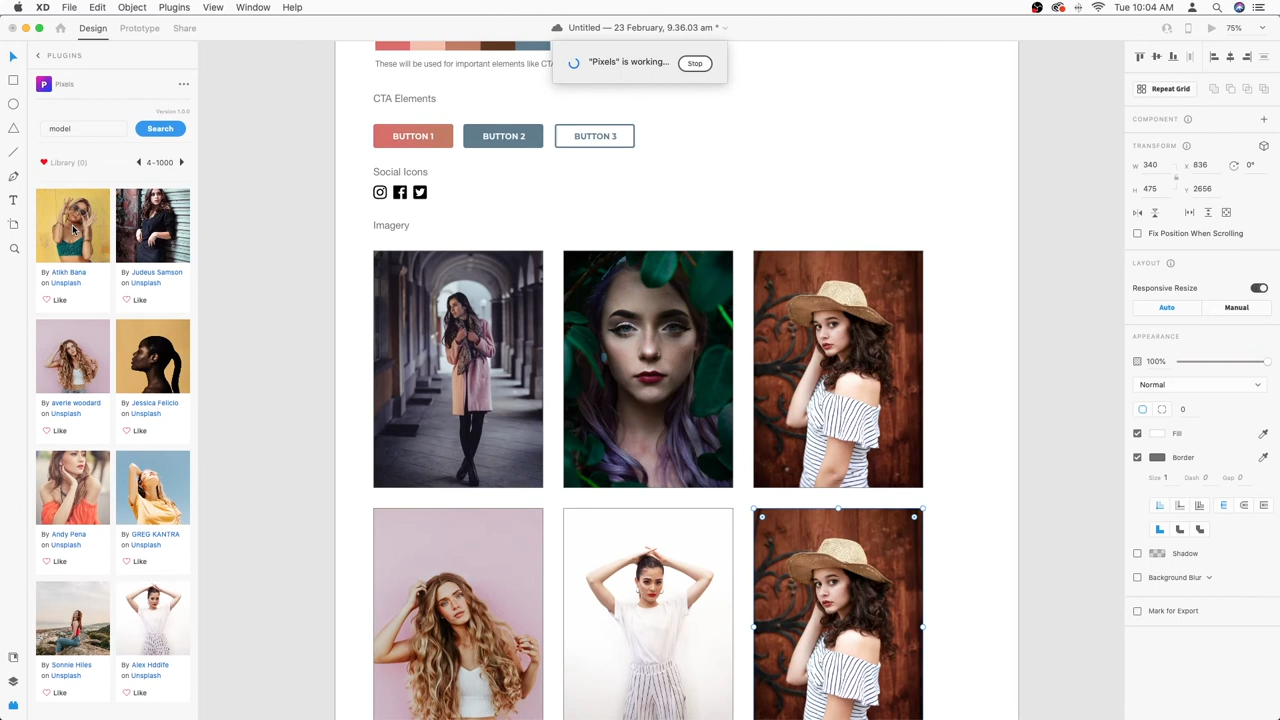 XD File Edit Object Plugins View Window Help
Tue 10:04 AM
Design Prototype Share
Untitled — 23 February, 9.36.03 am *
75%
PLUGINS
P Pixels
Version 1.0.0
model
Search
Library (0)
4-1000
By Atikh Bana
on Unsplash
Like
By Judeus Samson
on Unsplash
Like
By averie woodard
on Unsplash
Like
By Jessica Felicio
on Unsplash
Like
By Andy Pena
on Unsplash
Like
By GREG KANTRA
on Unsplash
Like
By Sonnie Hiles
on Unsplash
Like
By Alex Hddife
on Unsplash
Like
"Pixels" is working...
Stop
These will be used for important elements like CTA
CTA Elements
BUTTON 1
BUTTON 2
BUTTON 3
Social Icons
Imagery
Repeat Grid
COMPONENT
TRANSFORM
W 340 X 836 0°
H 475 Y 2656
Fix Position When Scrolling
LAYOUT
Responsive Resize
Auto Manual
APPEARANCE
100%
Normal
0
Fill
Border
Size 1 Dash 0 Gap 0
Shadow
Background Blur
Mark for Export